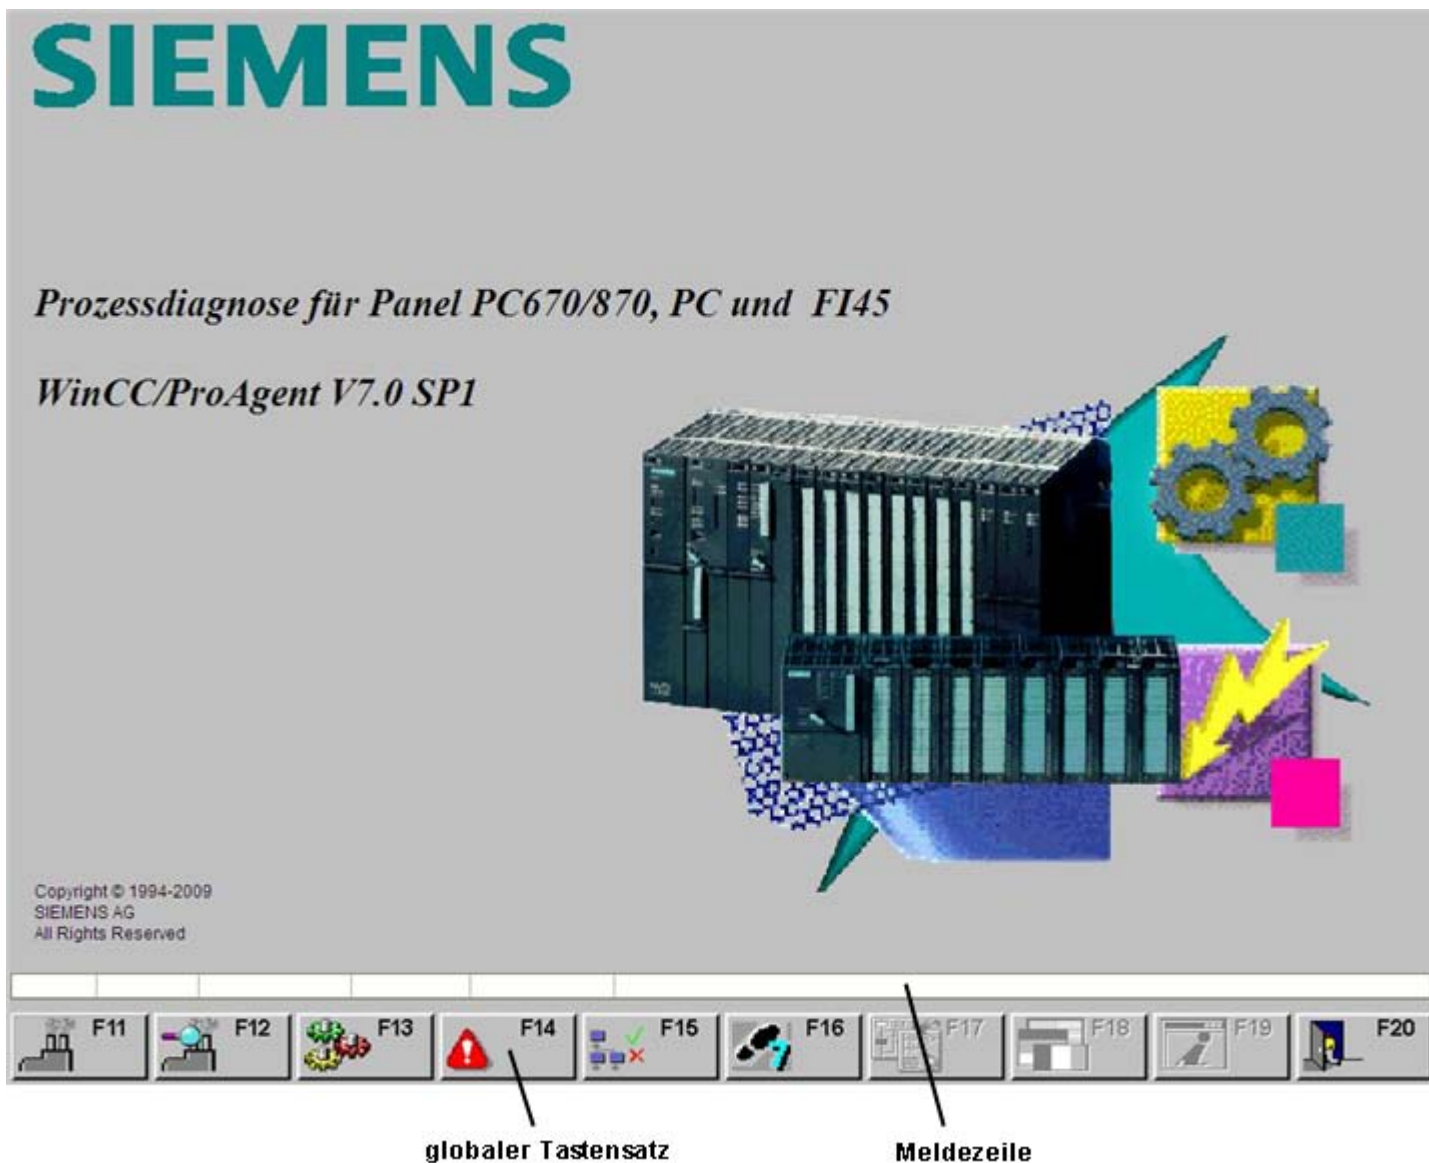 SIEMENS
Prozessdiagnose für Panel PC670/870, PC und FI45
WinCC/ProAgent V7.0 SP1
Copyright © 1994-2009
SIEMENS AG
All Rights Reserved
F11 F12 F13 F14 F15 F16 F17 F18 F19 F20
globaler Tastensatz Meldezeile